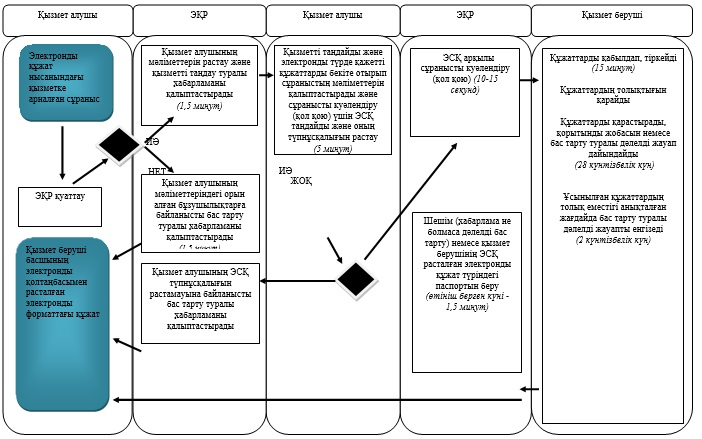 Қызмет алушы
ЭҚР
Қызмет алушы
ЭҚР
Қызмет беруші
Электронды
құжат
нысанындағы
қызметке
арналған сұраныс
ЭҚР қуаттау
Қызмет беруші
басшының
электронды
қолтаңбасымен
расталған
электронды
форматтағы құжат
Қызмет алушының
мәліметтерін растау және
қызметті таңдау туралы
хабарламаны
қалыптастырады
(1,5 минут)
ИӘ
НЕТ
Қызмет алушының
мәліметтеріндегі орын
алған бұзушылықтарға
байланысты бас тарту
туралы хабарламаны
қалыптастырады
(1,5 минут)
Қызмет алушының ЭСҚ
түпнұсқалығын
растамауына байланысты
бас тарту туралы
хабарламаны
қалыптастырады
Қызметті таңдайды және
электронды түрде қажетті
құжаттарды бекіте отырып
сұраныстың мәліметтерін
қалыптастырады және
сұранысты куәлендіру
(қол қою) үшін ЭСҚ
таңдайды және оның
түпнұсқалығын растау
(5 минут)
ИӘ
ЖОҚ
ЭСҚ арқылы
сұранысты куәлендіру
(қол қою) (10-15
секунд)
Шешім (хабарлама не
болмаса дәлелді бас
тарту) немесе қызмет
берушінің ЭСҚ
расталған электронды
құжат түріндегі
паспортын беру
(өтініш берген күні -
1,5 минут)
Құжаттарды қабылдап, тіркейді
(15 минут)
Құжаттардың толықтығын
қарайды
Құжаттарды қарастырады,
қорытынды жобасын немесе
бас тарту туралы дәлелді жауап
дайындайды
(28 күнтізбелік күн)
Ұсынылған құжаттардың
толық еместігі анықталған
жағдайда бас тарту туралы
дәлелді жауапты енгізеді
(2 күнтізбелік күн)